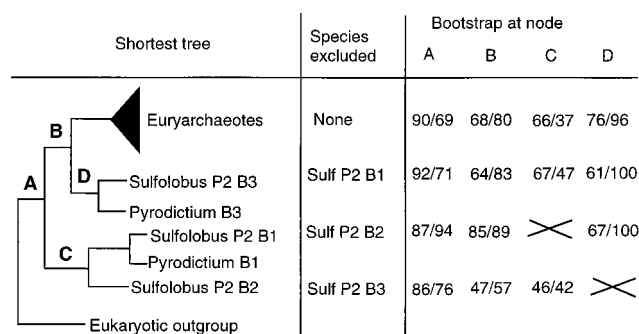 Shortest tree
Species excluded
Bootstrap at node
A B C D
Euryarchaeotes
None 90/69 68/80 66/37 76/96
B
D
A
Sulfolobus P2 B3
Sulf P2 B1 92/71 64/83 67/47 61/100
Pyrodictium B3
Sulfolobus P2 B1
Sulf P2 B2 87/94 85/89 67/100
C
Pyrodictium B1
Sulfolobus P2 B2
Sulf P2 B3 86/76 47/57 46/42
Eukaryotic outgroup